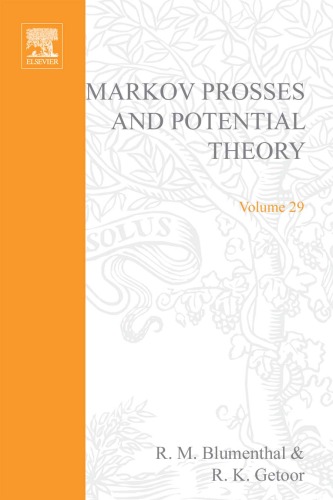 ELSEVIER
MARKOV PROSSES
AND POTENTIAL
THEORY
Volume 29
SOLUS
R. M. Blumenthal &
R. K. Getoor